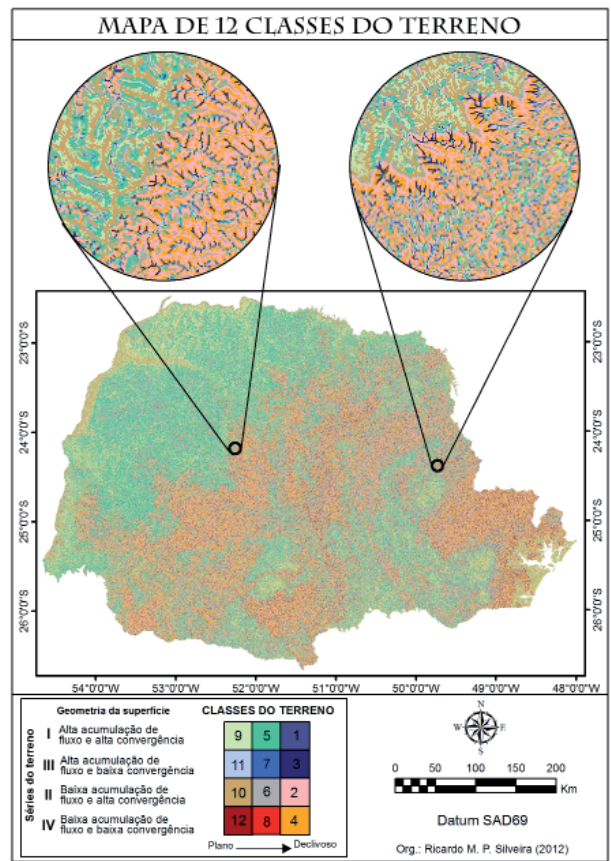 MAPA DE 12 CLASSES DO TERRENO
23°0'0"S
24°0'0"S
25°0'0"S
26°0'0"S
23°0'0"S
24°0'0"S
25°0'0"S
26°0'0"S
54°0'0"W 53°0'0"W 52°0'0"W 51°0'0"W 50°0'0"W 49°0'0"W 48°0'0"W
Séries do terreno
Geometria da superfície
CLASSES DO TERRENO
I Alta acumulação de
fluxo e alta convergência
9 5 1
III Alta acumulação de
fluxo e baixa convergência
11 7 3
II Baixa acumulação de
fluxo e alta convergência
10 6 2
IV Baixa acumulação de
fluxo e baixa convergência
12 8 4
Plano Declivoso
N
W E
S
0 50 100 150 200
Km
Datum SAD69
Org.: Ricardo M. P. Silveira (2012)